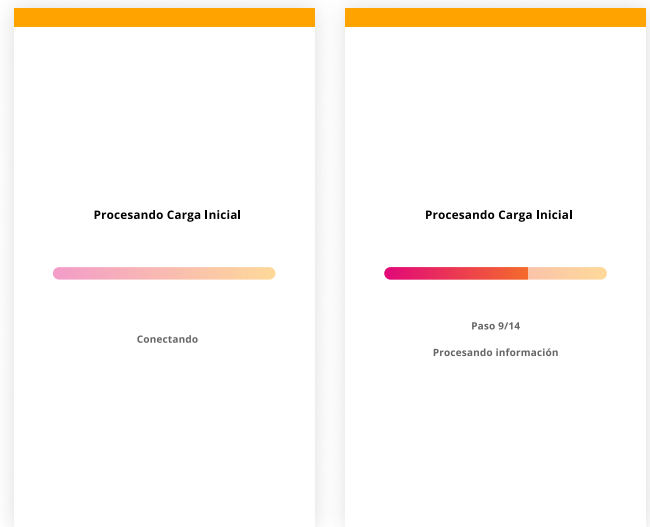 Procesando Carga Inicial
Conectando
Procesando Carga Inicial
Paso 9/14
Procesando información